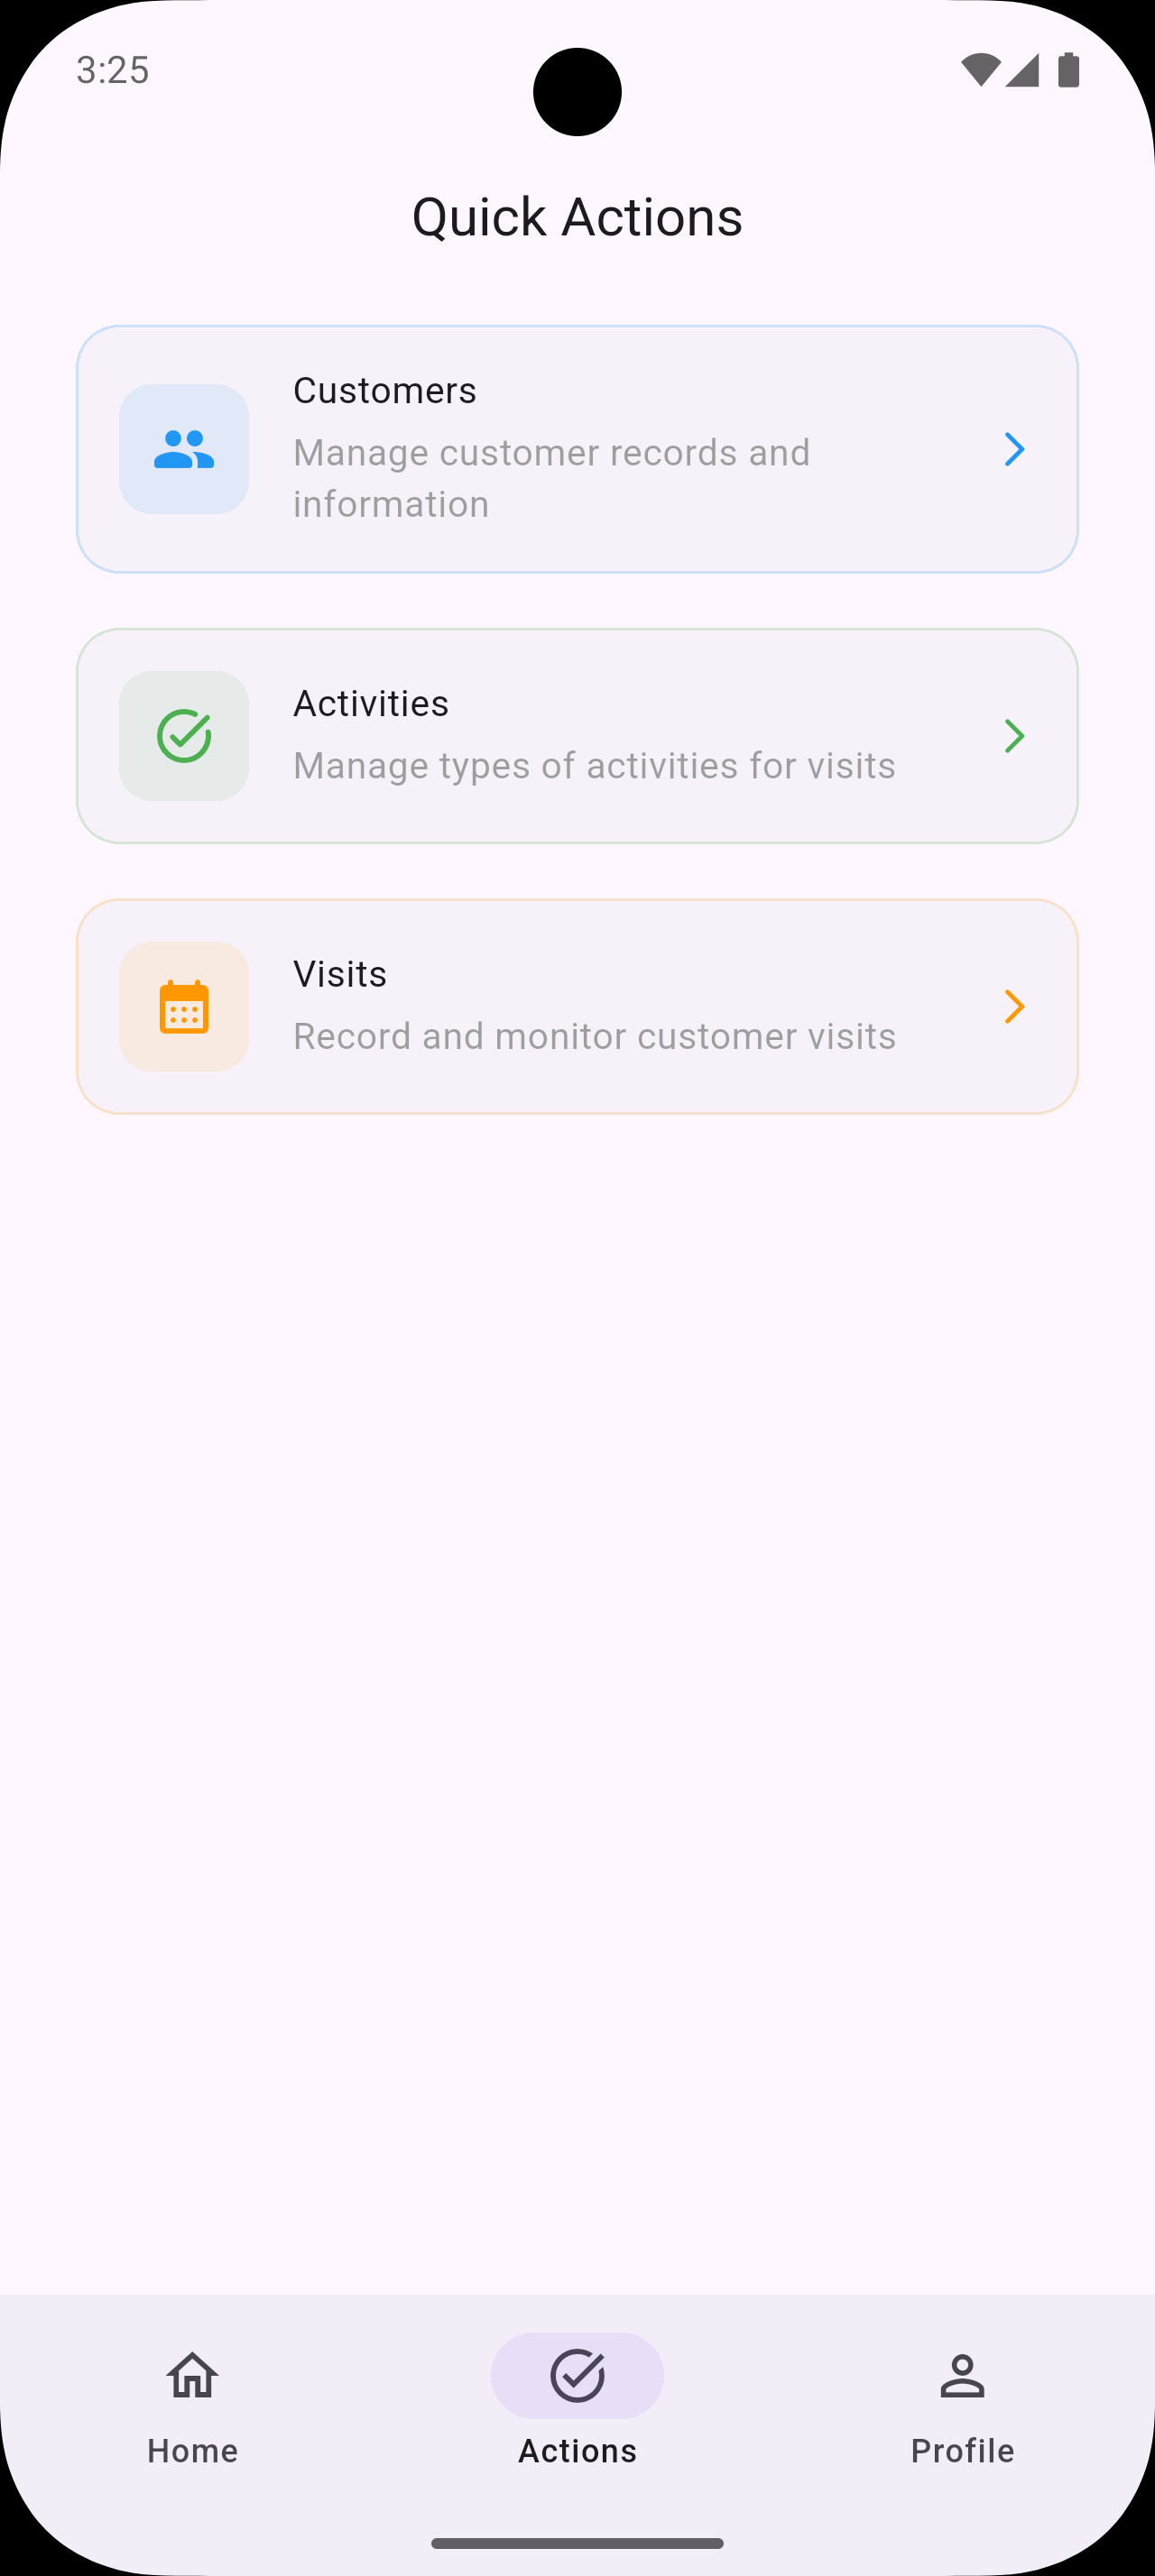 3:25
Quick Actions
Customers
Manage customer records and
information
Activities
Manage types of activities for visits
Visits
Record and monitor customer visits
Home
Actions
Profile